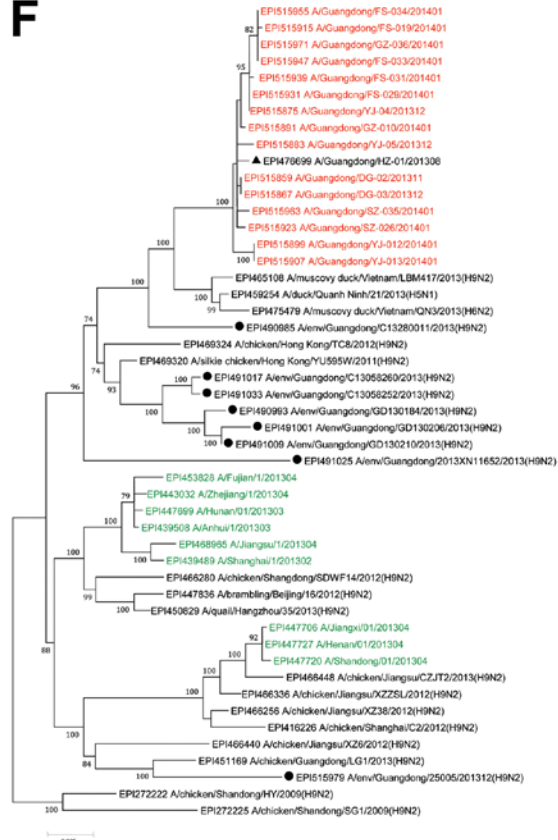 F
EPI515955 A/Guangdong/FS-034/201401
EPI515915 A/Guangdong/FS-019/201401
82
EPI515971 A/Guangdong/GZ-036/201401
EPI515947 A/Guangdong/FS-033/201401
95
EPI515939 A/Guangdong/FS-031/201401
EPI515931 A/Guangdong/FS-029/201401
EPI515875 A/Guangdong/YJ-04/201312
EPI515891 A/Guangdong/GZ-010/201401
EPI515883 A/Guangdong/YJ-05/201312
EPI476699 A/Guangdong/HZ-01/201308
EPI515859 A/Guangdong/DG-02/201311
EPI515867 A/Guangdong/DG-03/201312
100
EPI515963 A/Guangdong/SZ-035/201401
EPI515923 A/Guangdong/SZ-026/201401
EPI515899 A/Guangdong/YJ-012/201401
100
EPI515907 A/Guangdong/YJ-013/201401
100
EPI465108 A/muscovy duck/Vietnam/LBM417/2013(H9N2)
100
EPI459254 A/duck/Quanh Ninh/21/2013(H5N1)
99
EPI475479 A/muscovy duck/Vietnam/QN3/2013(H6N2)
100
EPI490985 A/env/Guangdong/C13280011/2013(H9N2)
74
EPI469324 A/chicken/Hong Kong/TC8/2012(H9N2)
EPI469320 A/silkie chicken/Hong Kong/YU595W/2011(H9N2)
74
100
EPI491017 A/env/Guangdong/C13058260/2013(H9N2)
93
EPI491033 A/env/Guangdong/C13058252/2013(H9N2)
96
100
EPI490993 A/env/Guangdong/GD130184/2013(H9N2)
100
EPI491001 A/env/Guangdong/GD130206/2013(H9N2)
100
EPI491009 A/env/Guangdong/GD130210/2013(H9N2)
EPI491025 A/env/Guangdong/2013XN11652/2013(H9N2)
EPI453828 A/Fujian/1/201304
79
EPI443032 A/Zhejiang/1/201304
EPI447699 A/Hunan/01/201303
100
EPI439508 A/Anhui/1/201303
EPI468965 A/Jiangsu/1/201304
100
100
EPI439489 A/Shanghai/1/201302
EPI466280 A/chicken/Shangdong/SDWF14/2012(H9N2)
99
EPI447836 A/brambling/Beijing/16/2012(H9N2)
100
EPI450829 A/quail/Hangzhou/35/2013(H9N2)
88
EPI447706 A/Jiangxi/01/201304
92
EPI447727 A/Henan/01/201304
100
EPI447720 A/Shandong/01/201304
100
EPI466448 A/chicken/Jiangsu/CZJT2/2013(H9N2)
100
EPI466336 A/chicken/Jiangsu/XZZSL/2012(H9N2)
EPI466256 A/chicken/Jiangsu/XZ38/2012(H9N2)
100
EPI416226 A/chicken/Shanghai/C2/2012(H9N2)
EPI466440 A/chicken/Jiangsu/XZ6/2012(H9N2)
84
EPI451169 A/chicken/Guangdong/LG1/2013(H9N2)
100
EPI515979 A/env/Guangdong/25005/201312(H9N2)
EPI272222 A/chicken/Shandong/HY/2009(H9N2)
100
EPI272225 A/chicken/Shandong/SG1/2009(H9N2)